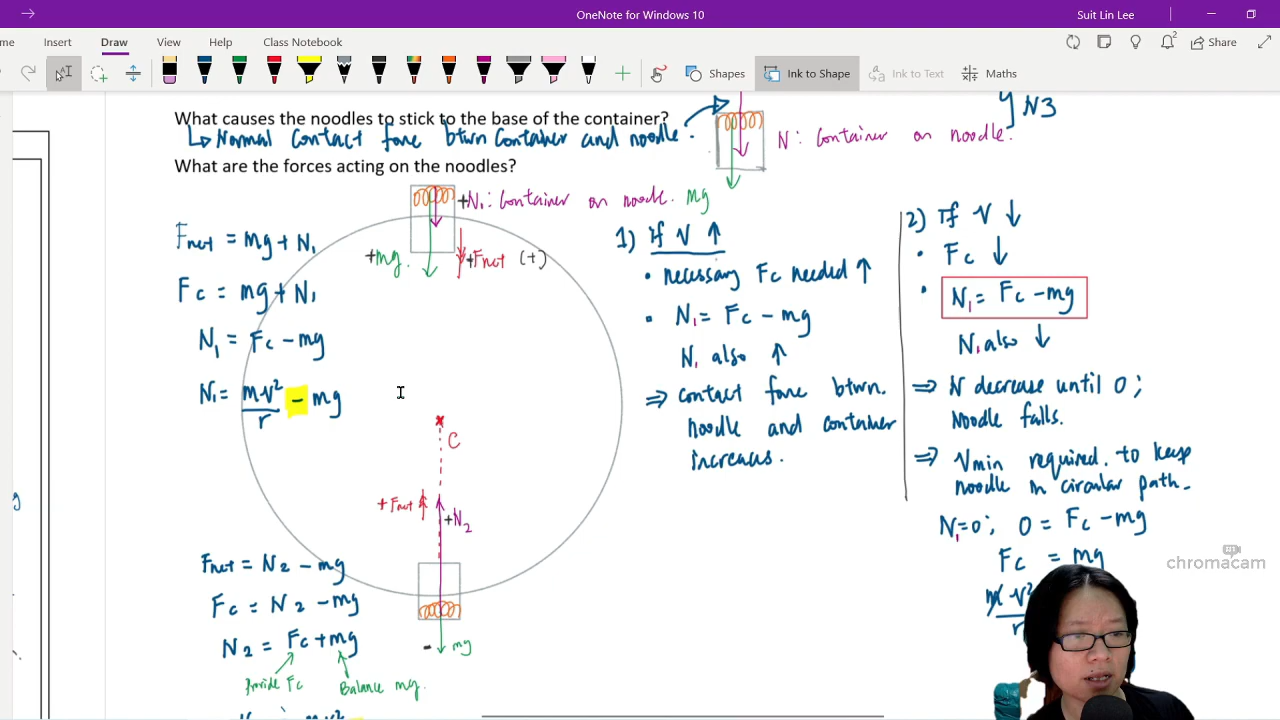 OneNote for Windows 10
Suit Lin Lee
me Insert Draw View Help Class Notebook
Share
Shapes
Ink to Shape
Ink to Text
Maths
What causes the noodles to stick to the base of the container?
↳ Normal Contact force btwn Container and noodle.
N: Container on noodle.
} N3
What are the forces acting on the noodles?
mg
+N₁: Container on noodle.
+mg.
+Fnet (+)
Fnet = mg + N₁
Fc = mg + N₁
N₁ = Fc - mg
N₁ = mv²/r - mg
C
+Fnet
+N₂
- mg
Fnet = N₂ - mg
Fc = N₂ - mg
N₂ = Fc + mg
Provide Fc
Balance mg.
1) If V ↑
• necessary Fc needed ↑
• N₁ = Fc - mg
N₁ also ↑
⇒ contact force btwn.
noodle and container
increases.
2) If V ↓
• Fc ↓
• N₁ = Fc - mg
N₁ also ↓
⇒ N decrease until 0;
Noodle falls.
⇒ Vmin required. to keep
noodle in circular path.
N₁=0; 0 = Fc - mg
Fc = mg
chromacam